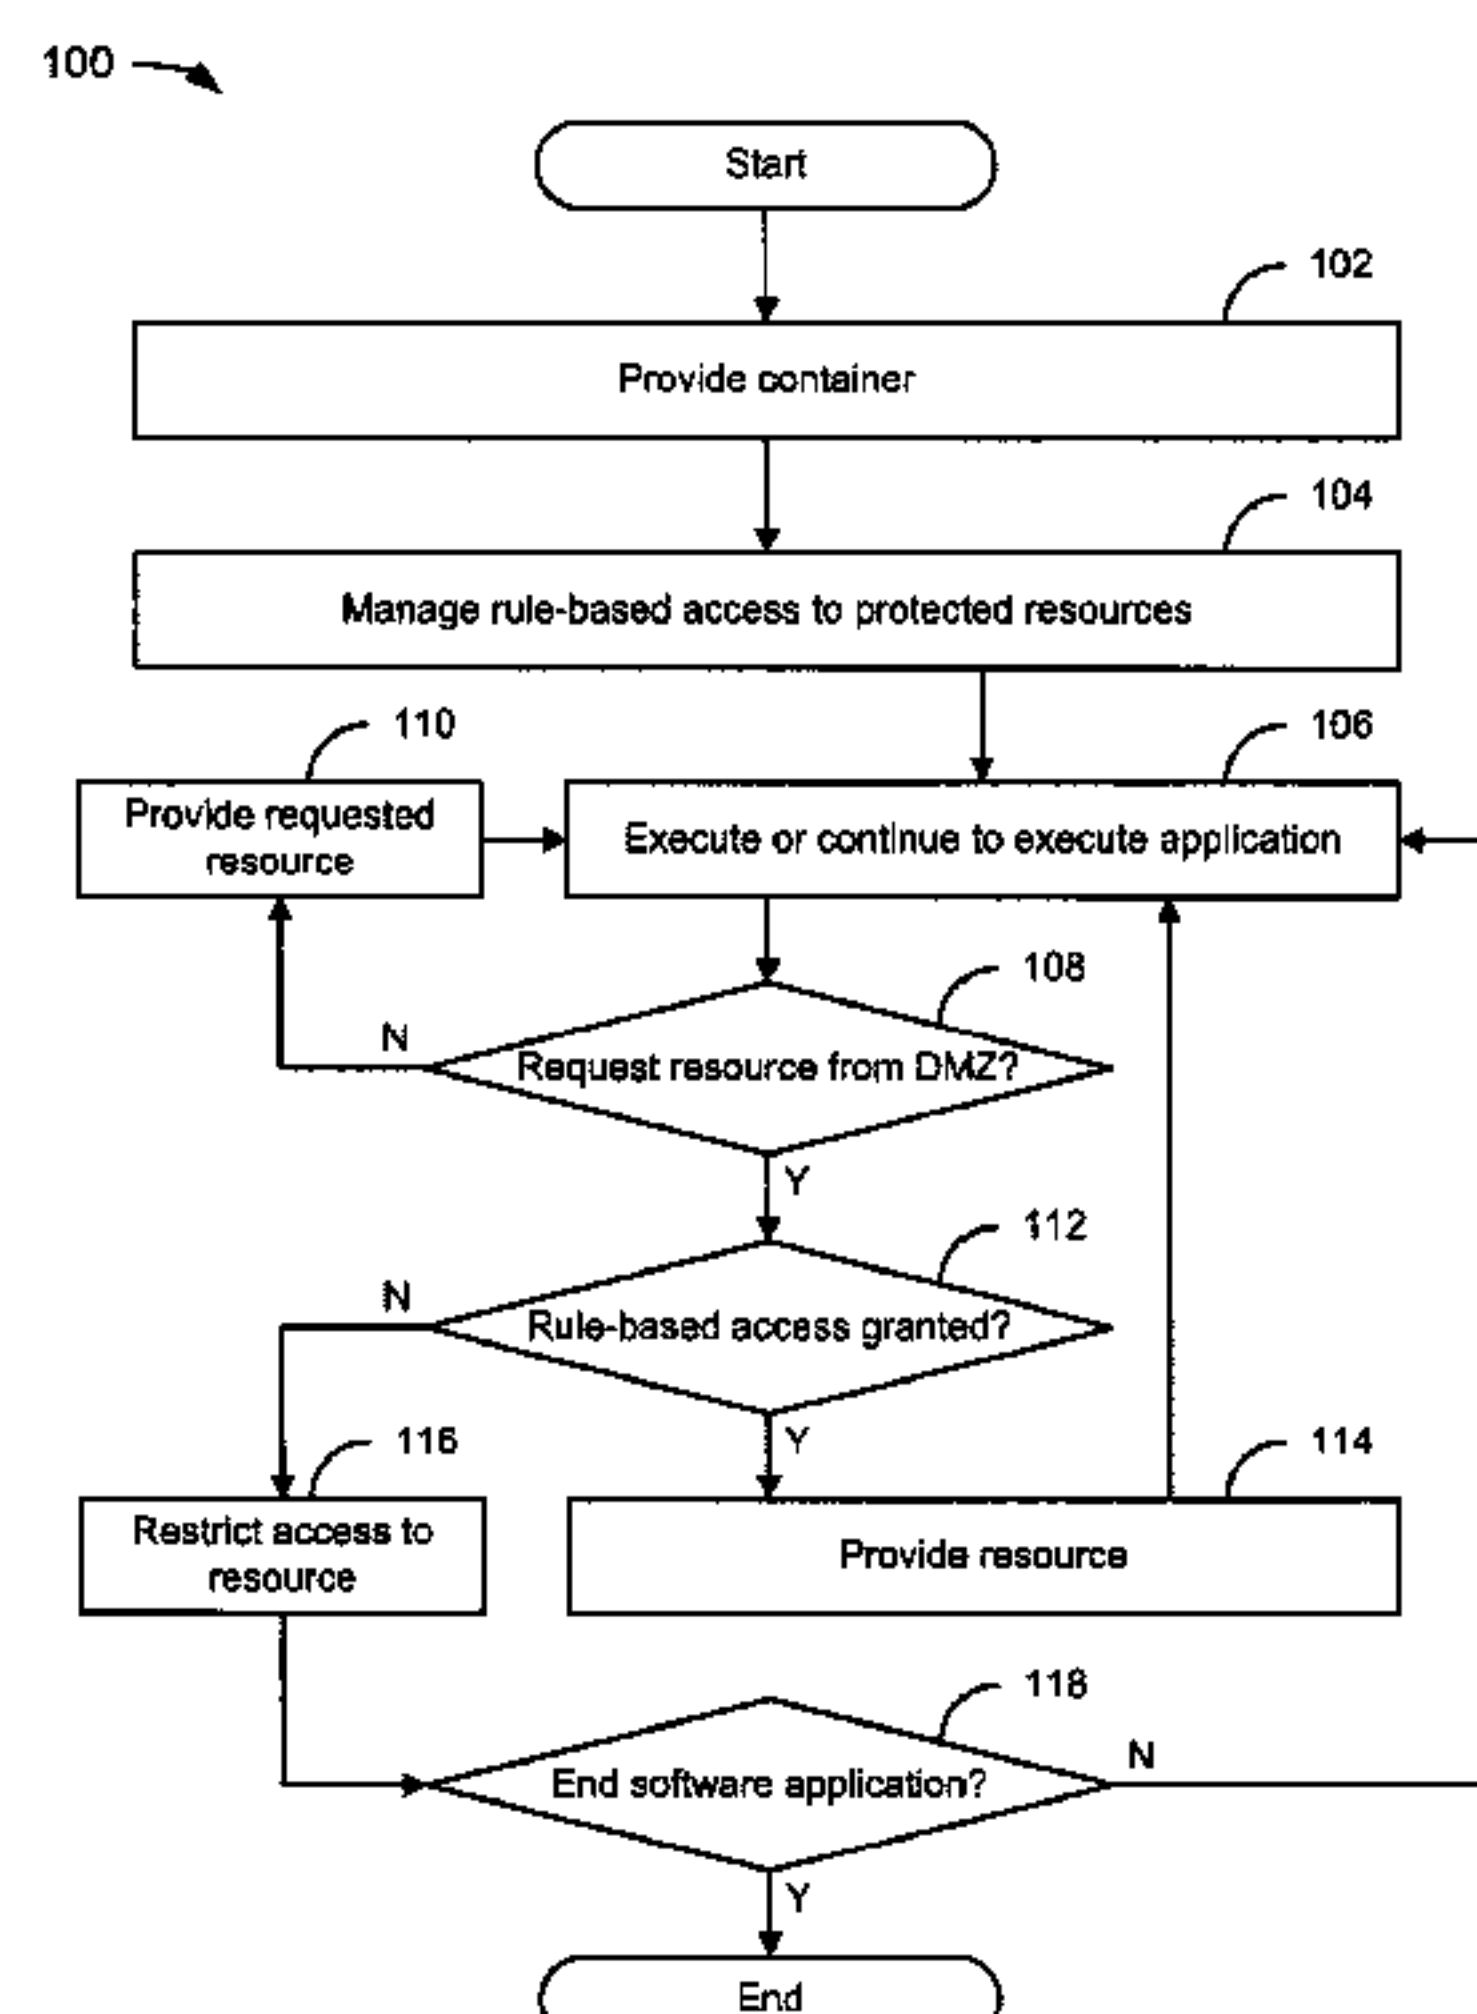 100
Start
102
Provide container
104
Manage rule-based access to protected resources
110
106
Provide requested
resource
Execute or continue to execute application
108
N
Request resource from DMZ?
Y
112
N
Rule-based access granted?
Y
116
114
Restrict access to
resource
Provide resource
118
N
End software application?
Y
End